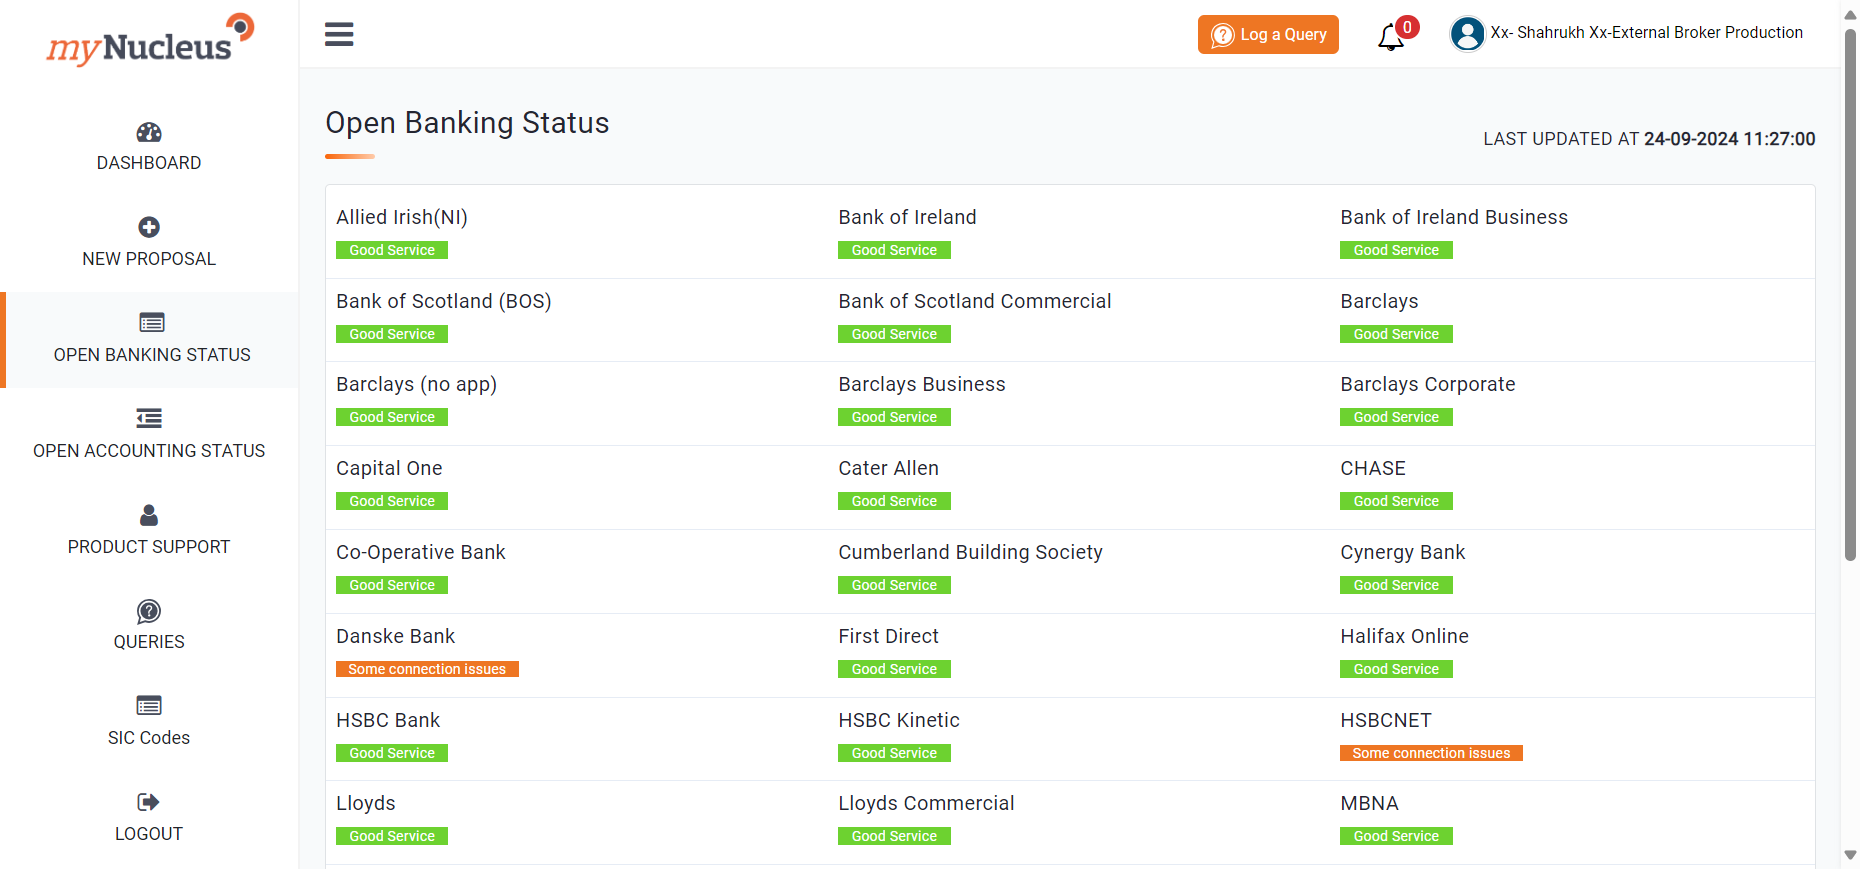 myNucleus
Log a Query
0
Xx- Shahrukh Xx-External Broker Production
DASHBOARD
NEW PROPOSAL
OPEN BANKING STATUS
OPEN ACCOUNTING STATUS
PRODUCT SUPPORT
QUERIES
SIC Codes
LOGOUT
Open Banking Status
LAST UPDATED AT 24-09-2024 11:27:00
Allied Irish(NI)
Good Service
Bank of Ireland
Good Service
Bank of Ireland Business
Good Service
Bank of Scotland (BOS)
Good Service
Bank of Scotland Commercial
Good Service
Barclays
Good Service
Barclays (no app)
Good Service
Barclays Business
Good Service
Barclays Corporate
Good Service
Capital One
Good Service
Cater Allen
Good Service
CHASE
Good Service
Co-Operative Bank
Good Service
Cumberland Building Society
Good Service
Cynergy Bank
Good Service
Danske Bank
Some connection issues
First Direct
Good Service
Halifax Online
Good Service
HSBC Bank
Good Service
HSBC Kinetic
Good Service
HSBCNET
Some connection issues
Lloyds
Good Service
Lloyds Commercial
Good Service
MBNA
Good Service